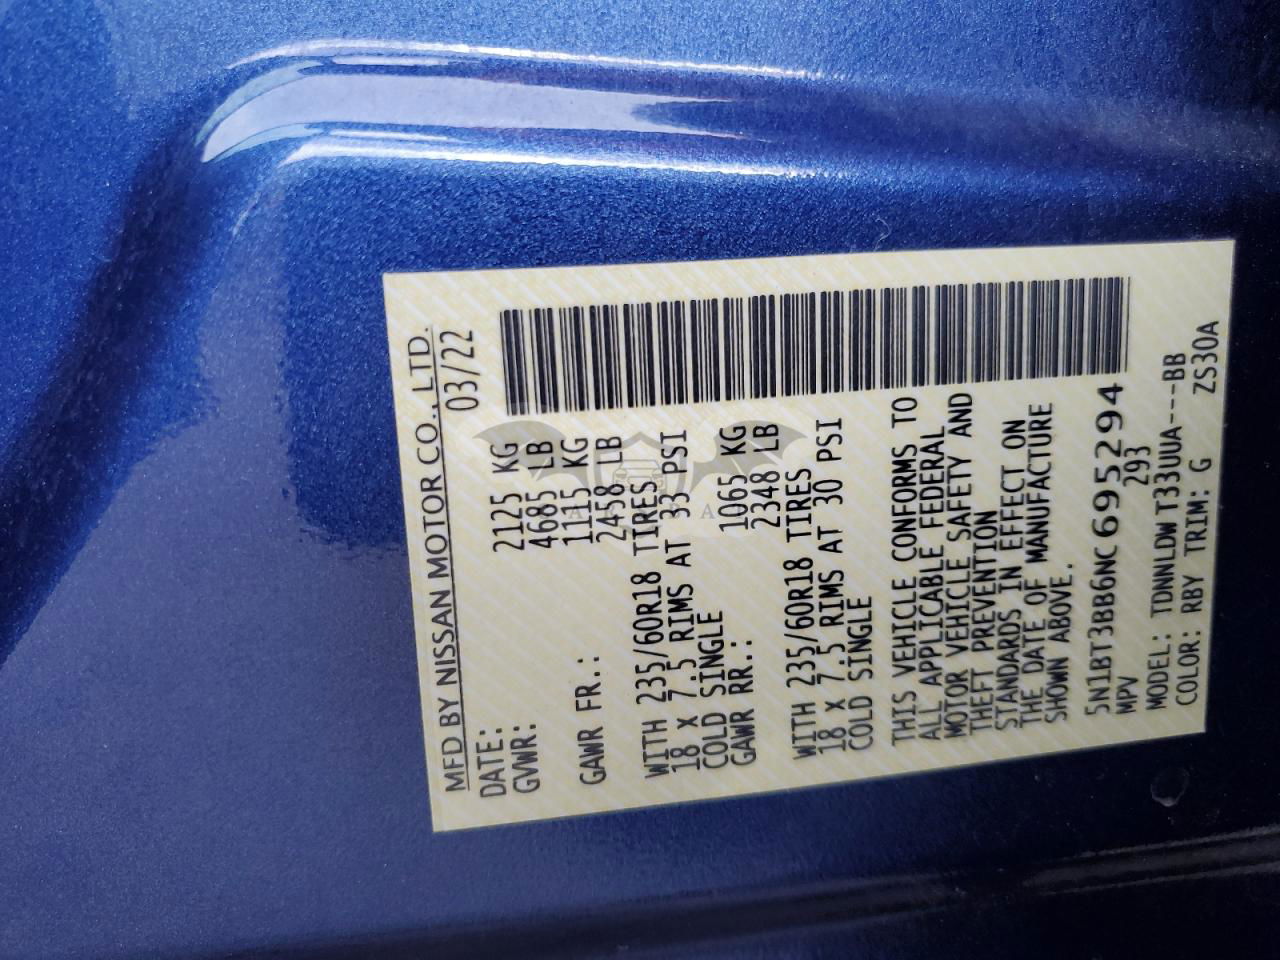 MFD BY NISSAN MOTOR CO., LTD.
DATE: 03/22
GVWR: 2125 KG
4685 LB
GAWR FR.: 1115 KG
2458 LB
WITH 235/60R18 TIRES
18 X 7.5 RIMS AT 33 PSI
COLD SINGLE
GAWR RR.: 1065 KG
2348 LB
WITH 235/60R18 TIRES
18 X 7.5 RIMS AT 30 PSI
COLD SINGLE
THIS VEHICLE CONFORMS TO
ALL APPLICABLE FEDERAL
MOTOR VEHICLE SAFETY AND
THEFT PREVENTION
STANDARDS IN EFFECT ON
THE DATE OF MANUFACTURE
SHOWN ABOVE.
5N1BT3BB6NC695294
MPV 293
MODEL: TDNNLDWT33UUA---BB
COLOR: RBY TRIM: G ZS30A